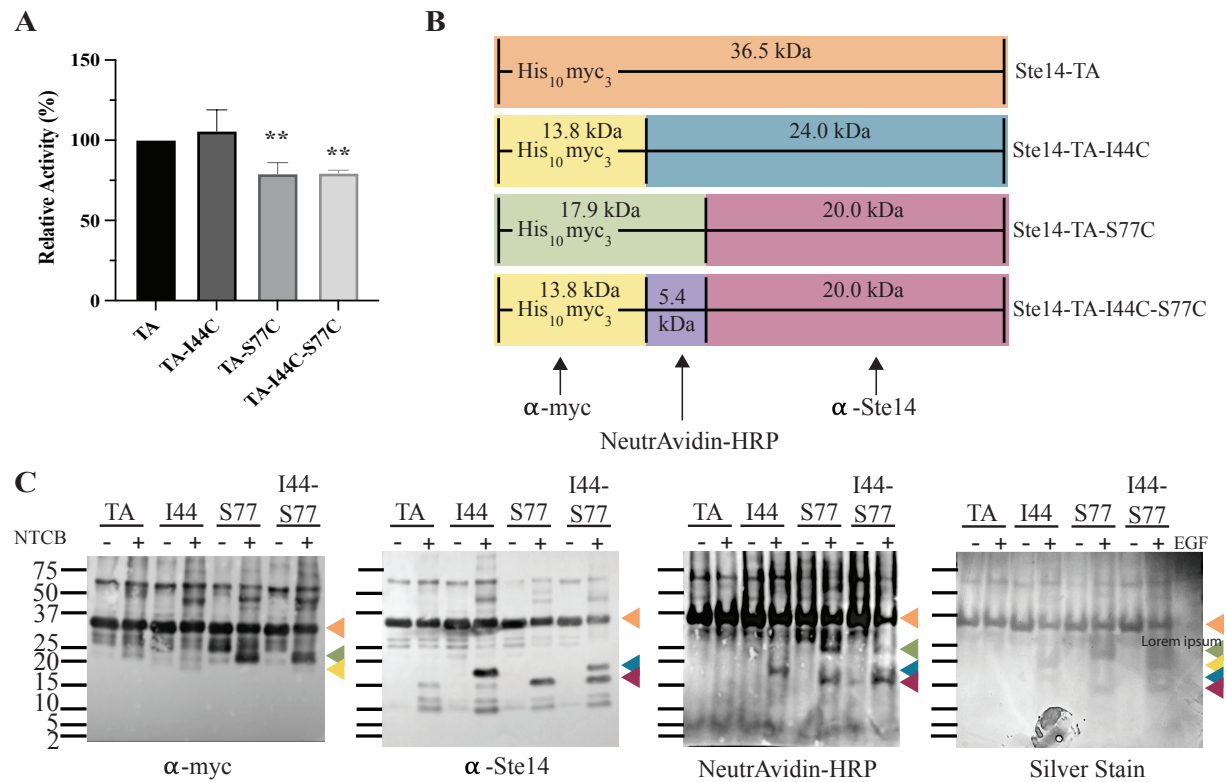 A
B
150
100
50
0
Relative Activity (%)
** **
TA
TA-I44C
TA-S77C
TA-I44C-S77C
36.5 kDa
His10myc3
Ste14-TA
13.8 kDa 24.0 kDa
His10myc3
Ste14-TA-I44C
17.9 kDa 20.0 kDa
His10myc3
Ste14-TA-S77C
13.8 kDa 5.4 kDa 20.0 kDa
His10myc3
Ste14-TA-I44C-S77C
α-myc
α-Ste14
NeutrAvidin-HRP
C
TA I44 S77 I44-S77
TA I44 S77 I44-S77
TA I44 S77 I44-S77
TA I44 S77 I44-S77
NTCB - + - + - + - +
- + - + - + - +
- + - + - + - +
- + - + - + - + EGF
75
50
37
25
20
15
10
5
2
Lorem ipsum
α-myc
α-Ste14
NeutrAvidin-HRP
Silver Stain